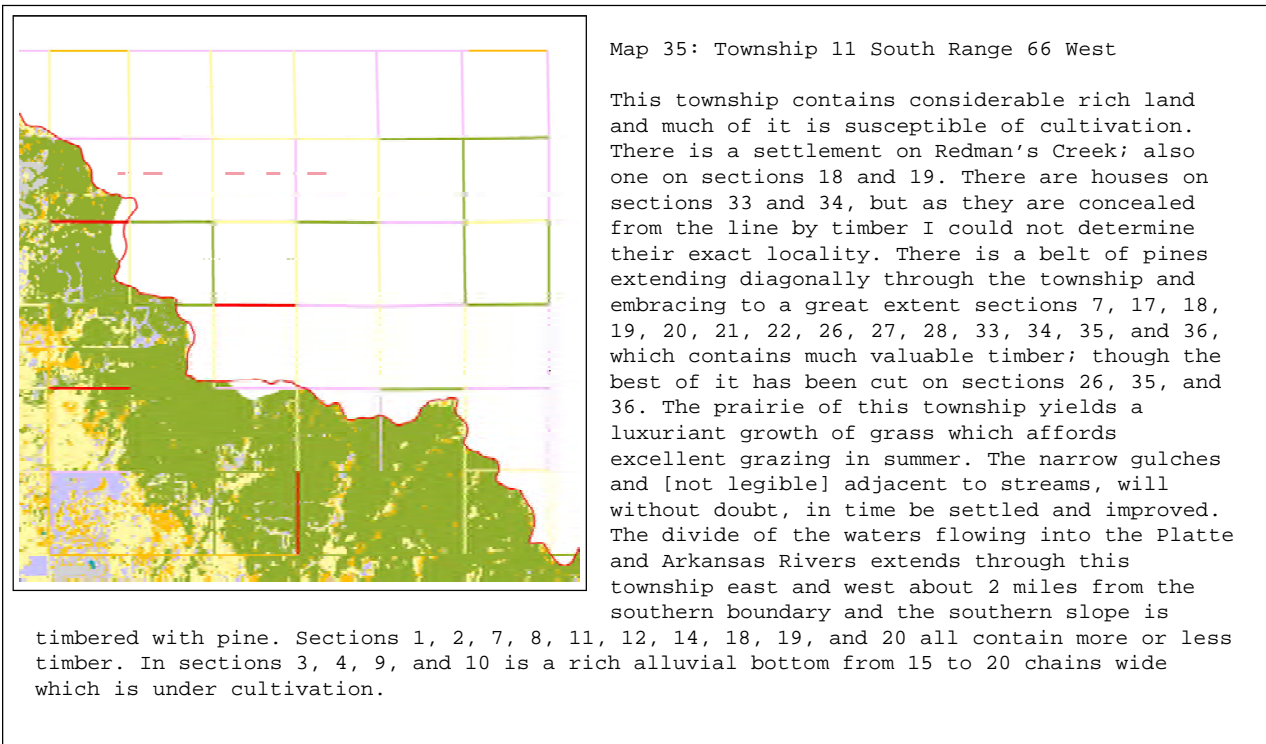 Map 35: Township 11 South Range 66 West
This township contains considerable rich land
and much of it is susceptible of cultivation.
There is a settlement on Redman's Creek; also
one on sections 18 and 19. There are houses on
sections 33 and 34, but as they are concealed
from the line by timber I could not determine
their exact locality. There is a belt of pines
extending diagonally through the township and
embracing to a great extent sections 7, 17, 18,
19, 20, 21, 22, 26, 27, 28, 33, 34, 35, and 36,
which contains much valuable timber; though the
best of it has been cut on sections 26, 35, and
36. The prairie of this township yields a
luxuriant growth of grass which affords
excellent grazing in summer. The narrow gulches
and [not legible] adjacent to streams, will
without doubt, in time be settled and improved.
The divide of the waters flowing into the Platte
and Arkansas Rivers extends through this
township east and west about 2 miles from the
southern boundary and the southern slope is
timbered with pine. Sections 1, 2, 7, 8, 11, 12, 14, 18, 19, and 20 all contain more or less
timber. In sections 3, 4, 9, and 10 is a rich alluvial bottom from 15 to 20 chains wide
which is under cultivation.